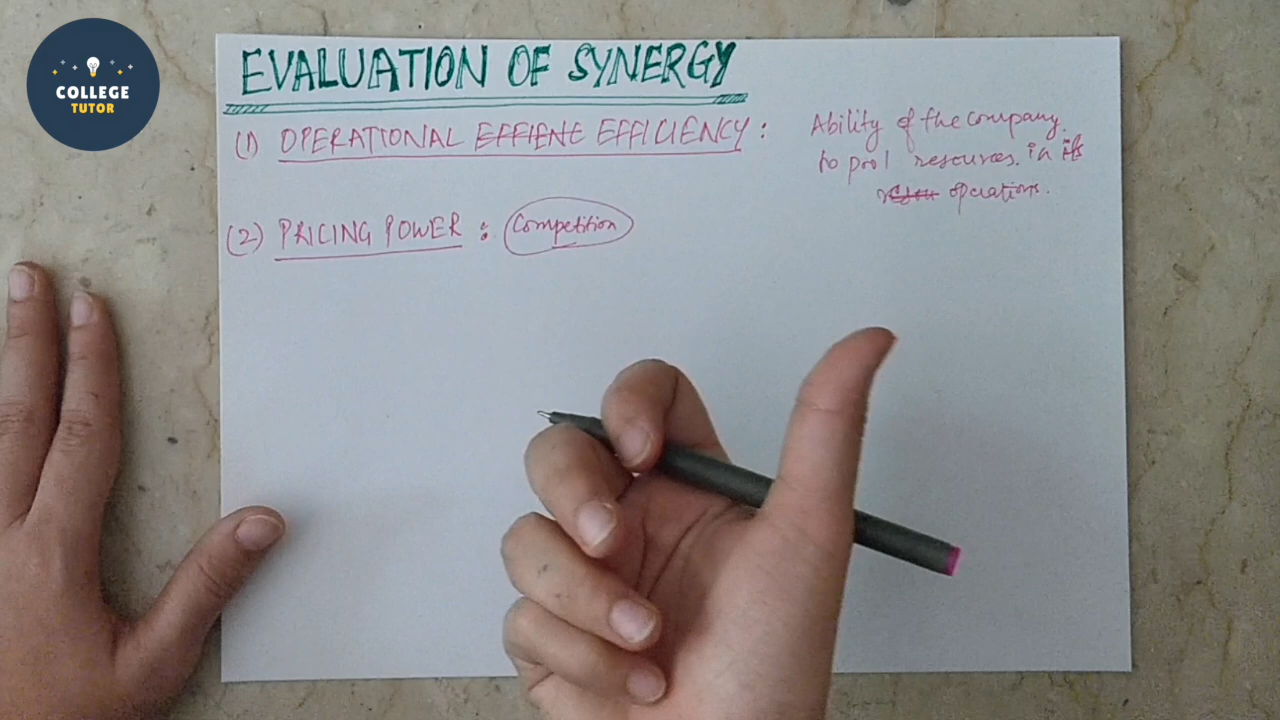 COLLEGE
TUTOR
EVALUATION OF SYNERGY
(1) OPERATIONAL EFFIENE EFFICIENCY :
Ability of the company
to pool resources in its
operations.
(2) PRICING POWER : Competition